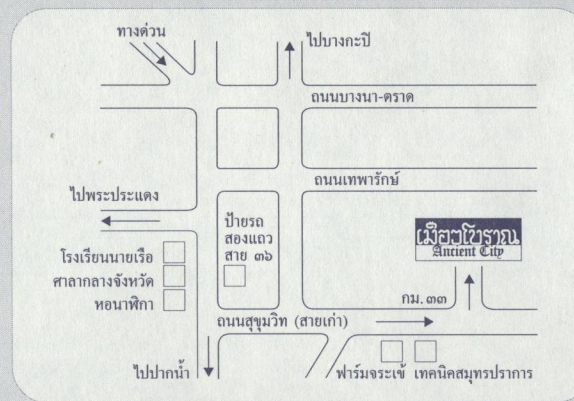 ทางด่วน
ไปบางกะปิ
ถนนบางนา-ตราด
ถนนเทพารักษ์
ไปพระประแดง
ป้ายรถ
สองแถว
สาย ๓๖
โรงเรียนนายเรือ
ศาลากลางจังหวัด
หอนาฬิกา
เมืองโบราณ
Ancient City
กม. ๓๓
ถนนสุขุมวิท (สายเก่า)
ไปปากน้ำ
ฟาร์มจระเข้ เทคนิคสมุทรปราการ